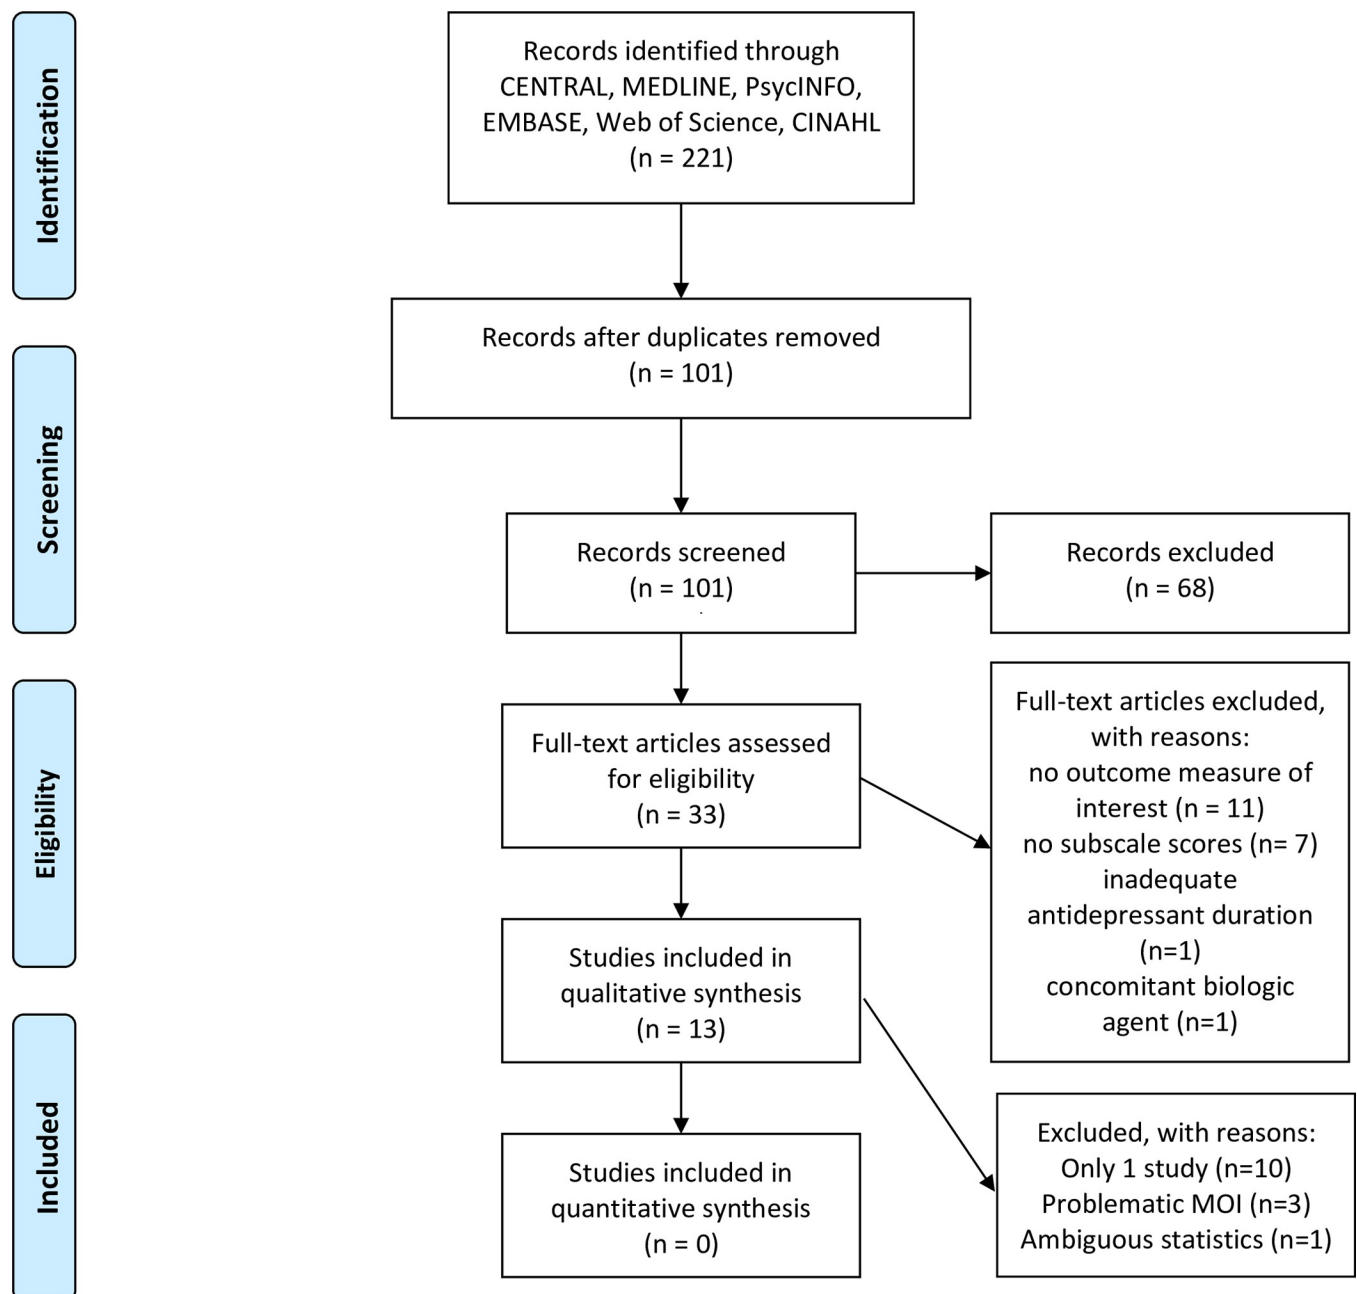 Identification
Records identified through
CENTRAL, MEDLINE, PsycINFO,
EMBASE, Web of Science, CINAHL
(n = 221)
Records after duplicates removed
(n = 101)
Screening
Records screened
(n = 101)
Records excluded
(n = 68)
Eligibility
Full-text articles assessed
for eligibility
(n = 33)
Full-text articles excluded,
with reasons:
no outcome measure of
interest (n = 11)
no subscale scores (n= 7)
inadequate
antidepressant duration
(n=1)
concomitant biologic
agent (n=1)
Studies included in
qualitative synthesis
(n = 13)
Included
Studies included in
quantitative synthesis
(n = 0)
Excluded, with reasons:
Only 1 study (n=10)
Problematic MOI (n=3)
Ambiguous statistics (n=1)